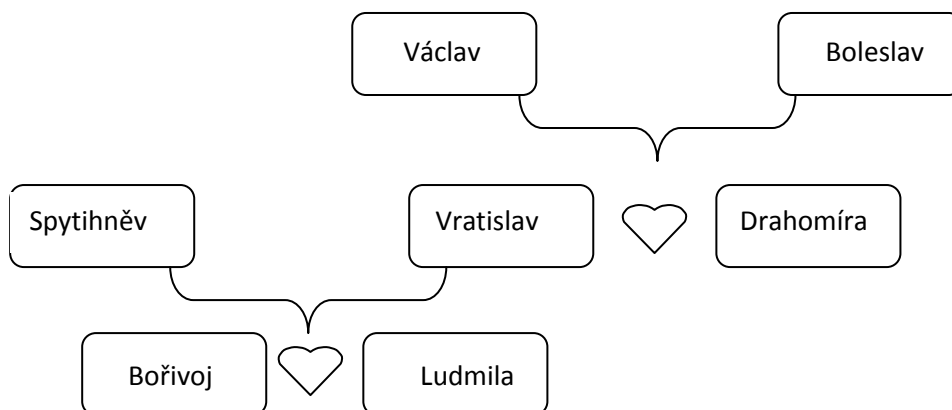 Václav
Boleslav
Spytihněv
Vratislav
Drahomíra
Bořivoj
Ludmila